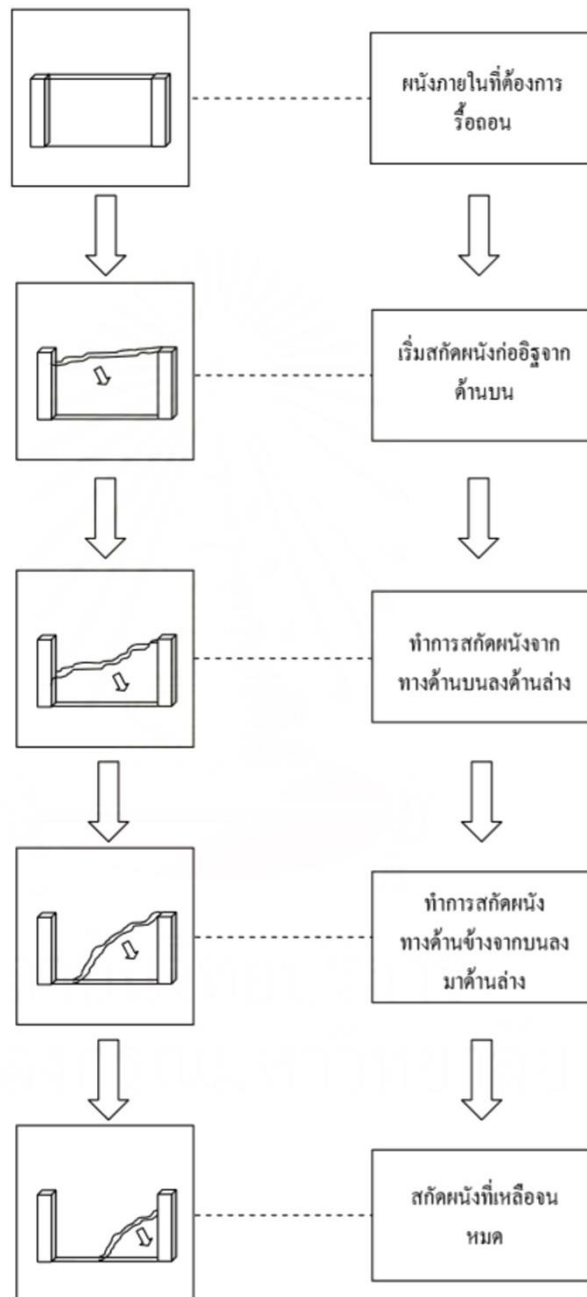 ผนังภายในที่ต้องการ
รื้อถอน
เริ่มสกัดผนังก่ออิฐจาก
ด้านบน
ทำการสกัดผนังจาก
ทางด้านบนลงด้านล่าง
ทำการสกัดผนัง
ทางด้านข้างจากบนลง
มาด้านล่าง
สกัดผนังที่เหลือจน
หมด